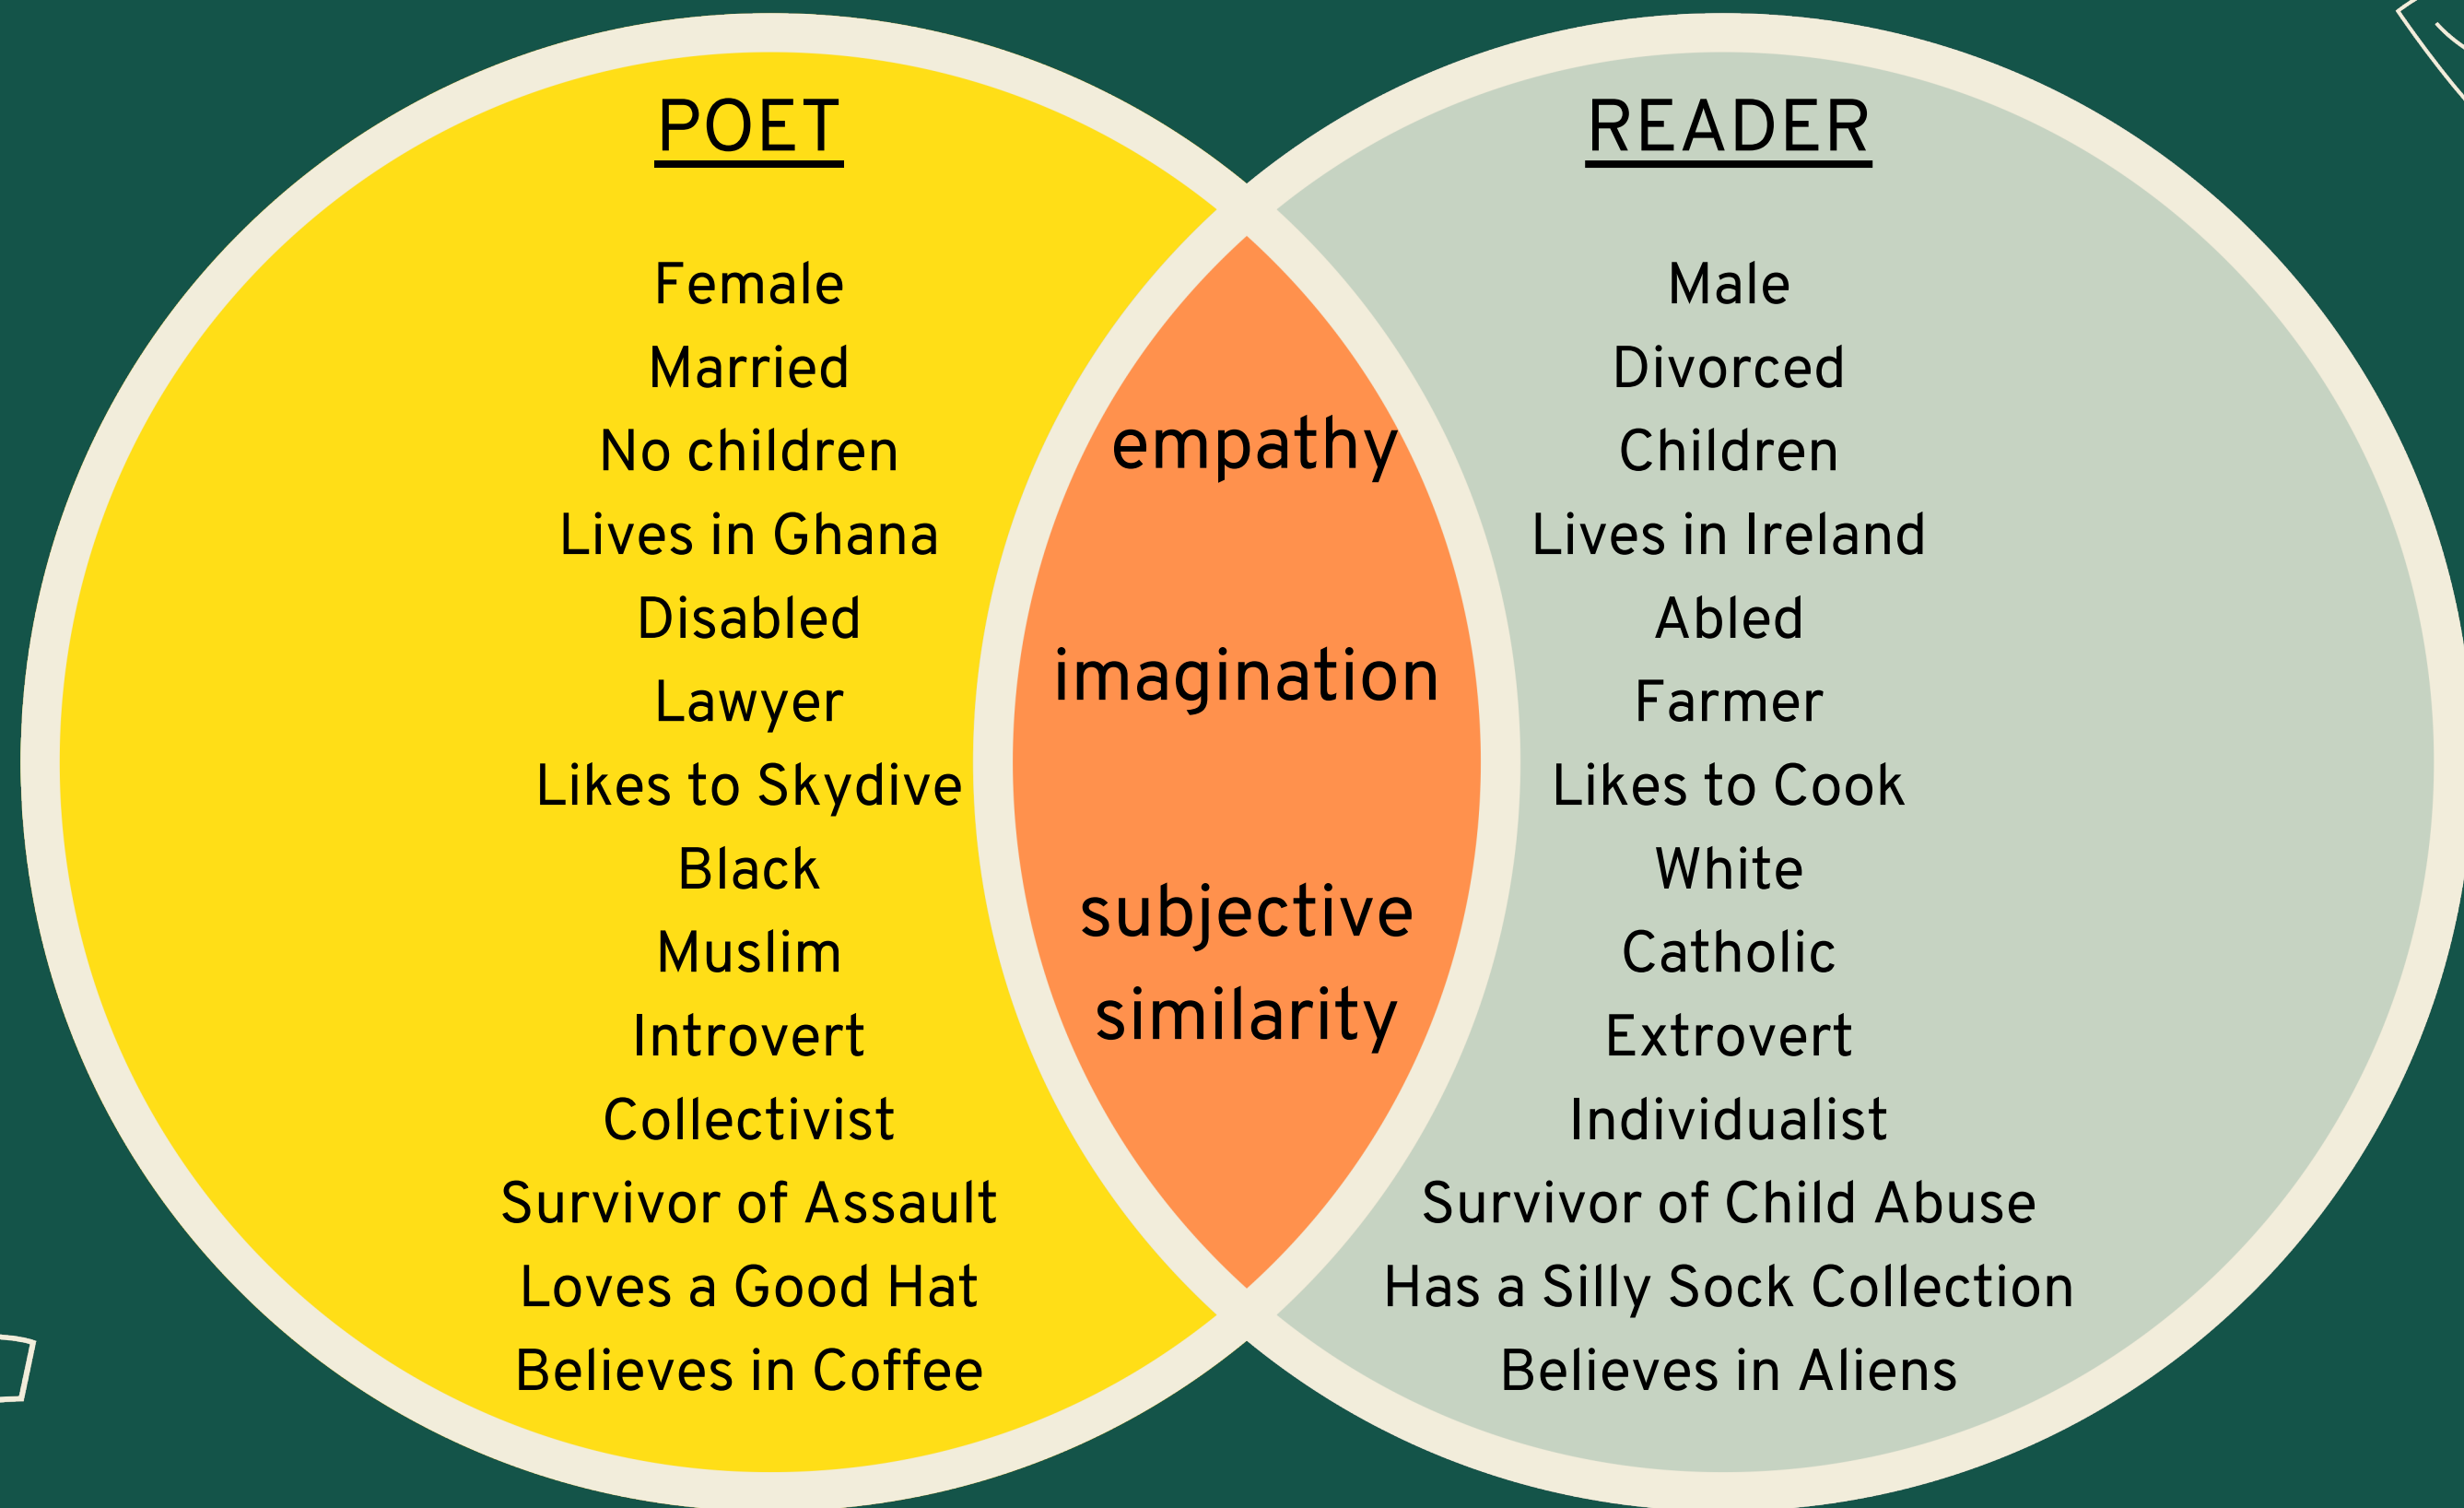 POET
Female
Married
No children
Lives in Ghana
Disabled
Lawyer
Likes to Skydive
Black
Muslim
Introvert
Collectivist
Survivor of Assault
Loves a Good Hat
Believes in Coffee
empathy
imagination
subjective
similarity
READER
Male
Divorced
Children
Lives in Ireland
Abled
Farmer
Likes to Cook
White
Catholic
Extrovert
Individualist
Survivor of Child Abuse
Has a Silly Sock Collection
Believes in Aliens